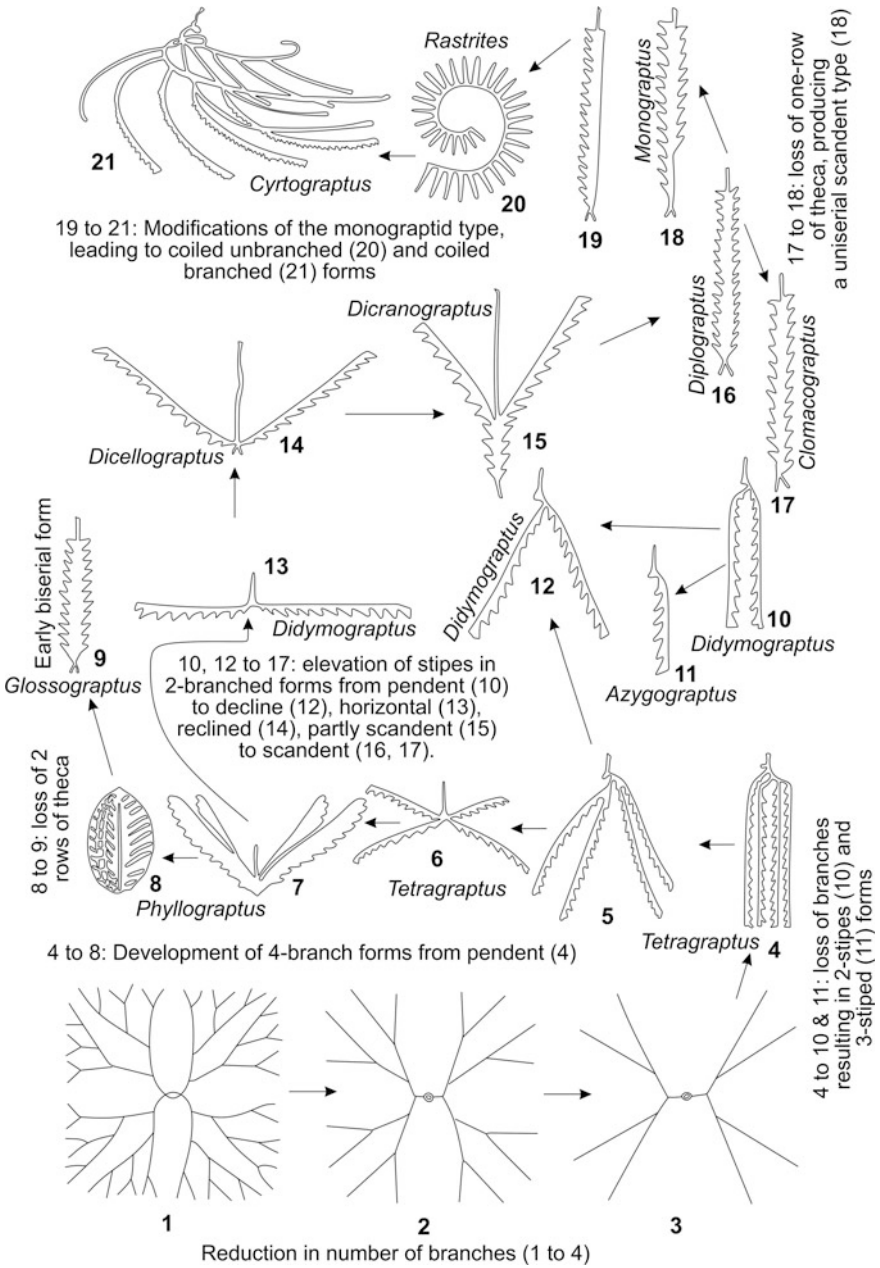 Rastrites
Monograptus
17 to 18: loss of one-row
of theca, producing
a uniserial scandent type (18)
21
Cyrtograptus
20
19
18
19 to 21: Modifications of the monograptid type,
leading to coiled unbranched (20) and coiled
branched (21) forms
Diplograptus
16
Clomacograptus
17
Dicranograptus
Dicellograptus
14
15
Early biserial form
9
Glossograptus
13
Didymograptus
Didymograptus
12
10
Didymograptus
11
Azygograptus
10, 12 to 17: elevation of stipes in
2-branched forms from pendent (10)
to decline (12), horizontal (13),
reclined (14), partly scandent (15)
to scandent (16, 17).
8 to 9: loss of 2
rows of theca
8
7
Phyllograptus
6
Tetragraptus
5
Tetragraptus
4
4 to 10 & 11: loss of branches
resulting in 2-stipes (10) and
3-stiped (11) forms
4 to 8: Development of 4-branch forms from pendent (4)
1
2
3
Reduction in number of branches (1 to 4)